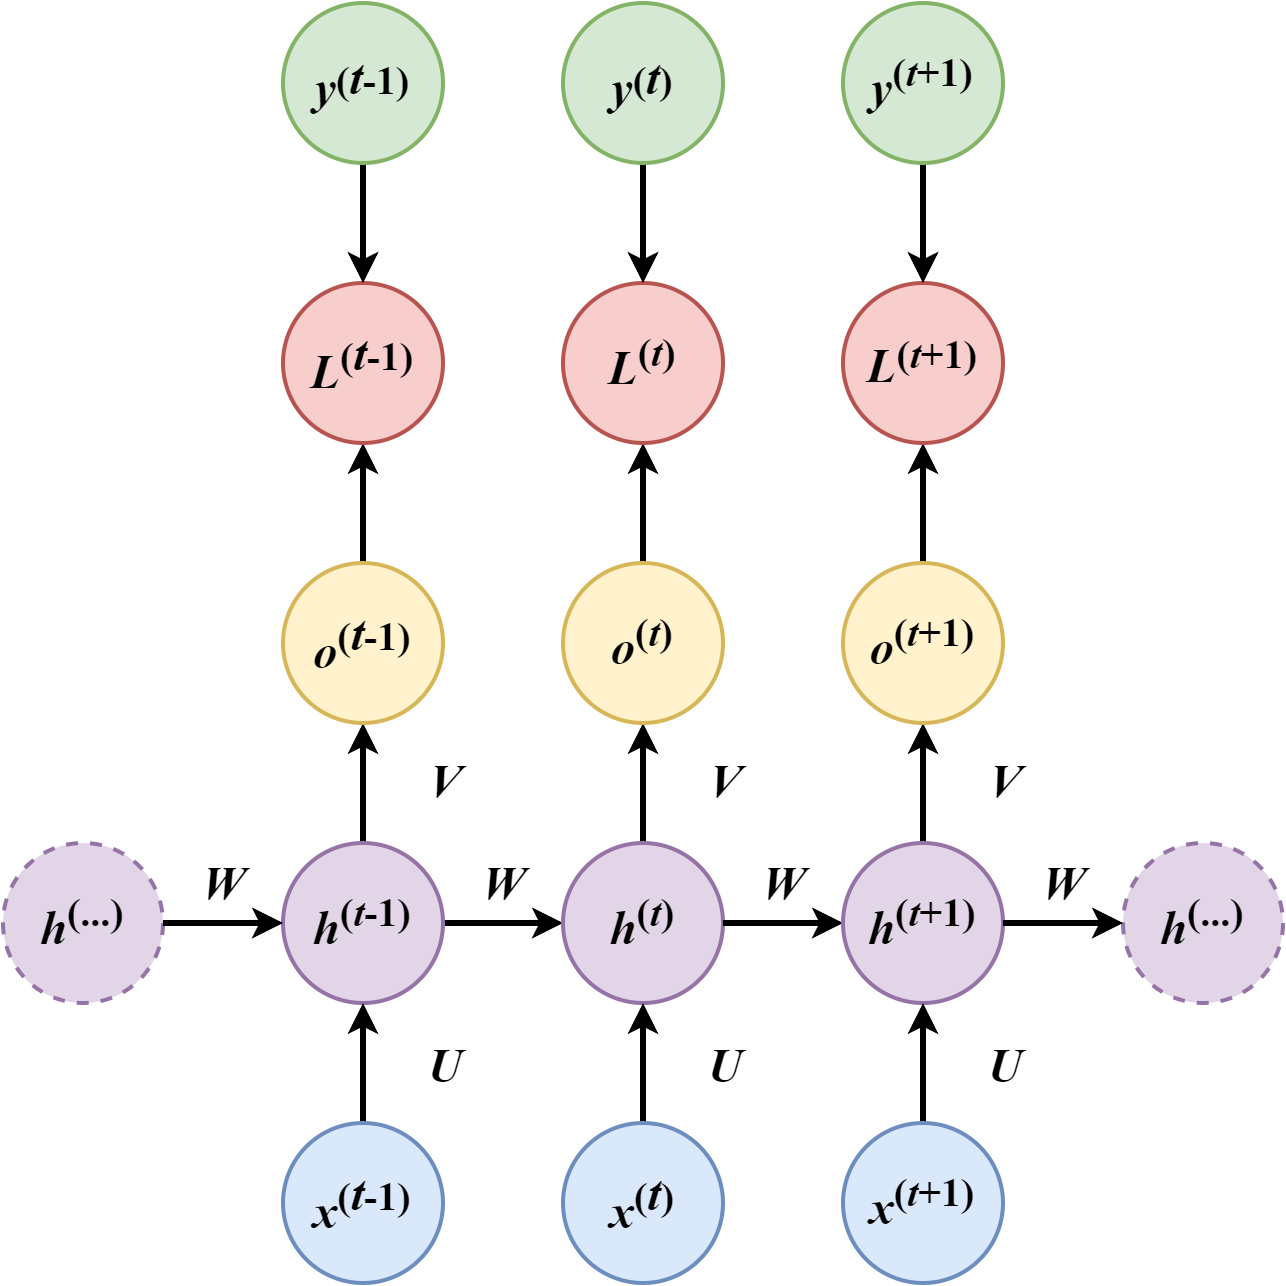 y(t-1) y(t) y(t+1)
L(t-1) L(t) L(t+1)
o(t-1) o(t) o(t+1)
V V V
W W W W
h(...) h(t-1) h(t) h(t+1) h(...)
U U U
x(t-1) x(t) x(t+1)